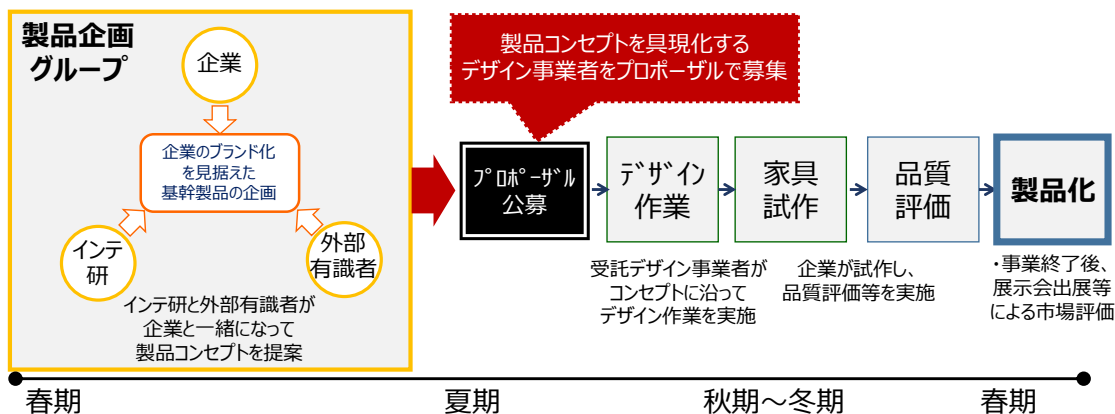 製品企画
グループ
企業
企業のブランド化
を見据えた
基幹製品の企画
インテ
研
外部
有識者
インテ研と外部有識者が
企業と一緒になって
製品コンセプトを提案
製品コンセプトを具現化する
デザイン事業者をプロポーザルで募集
プロポーザル
公募
デザイン
作業
家具
試作
品質
評価
製品化
受託デザイン事業者が
コンセプトに沿って
デザイン作業を実施
企業が試作し、
品質評価等を実施
・事業終了後、
展示会出展等
による市場評価
春期
夏期
秋期～冬期
春期